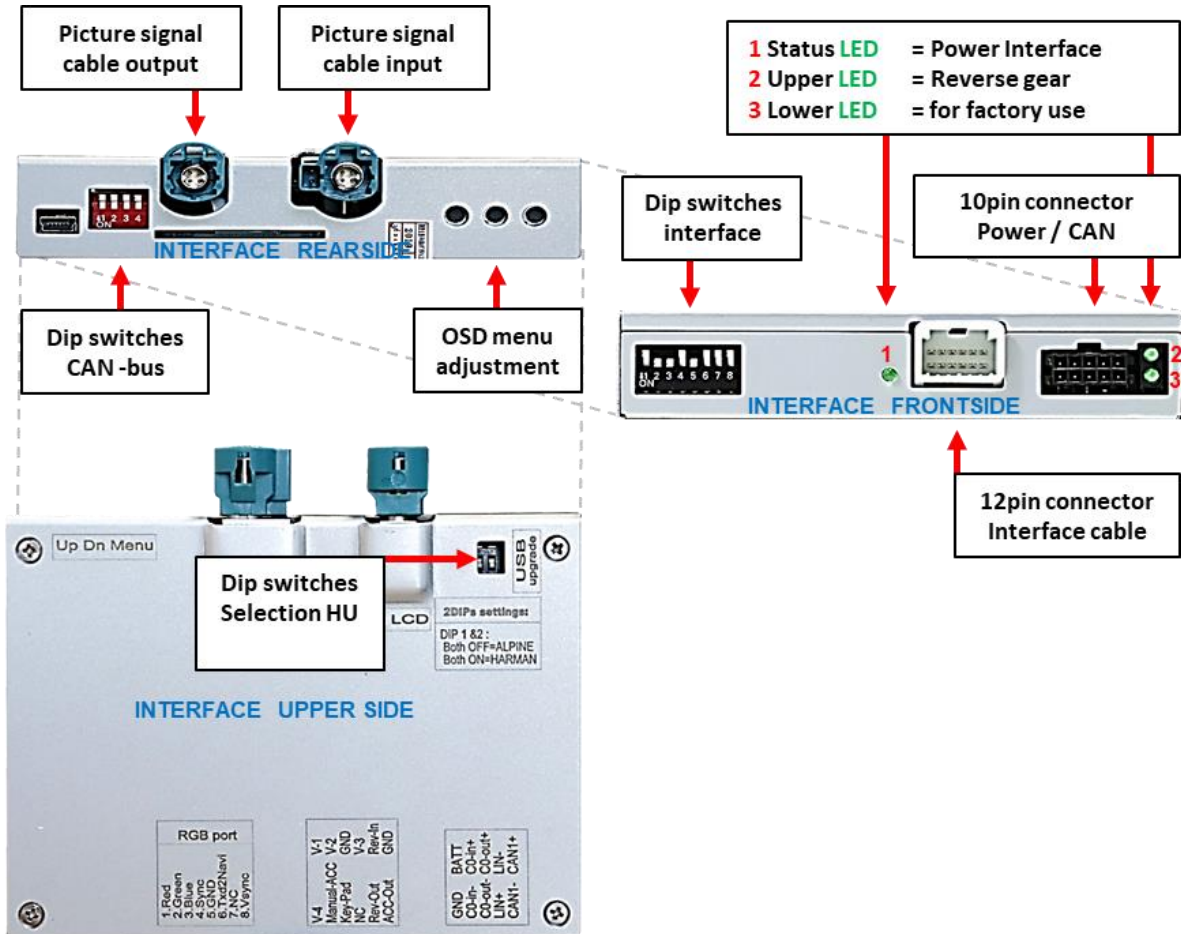 Picture signal
cable output
Picture signal
cable input
1 Status LED = Power Interface
2 Upper LED = Reverse gear
3 Lower LED = for factory use
Dip switches
interface
10pin connector
Power / CAN
1 2 3 4
ON
INTERFACE REARSIDE
Dip switches
CAN -bus
OSD menu
adjustment
1 2 3 4 5 6 7 8
ON
1
2
3
INTERFACE FRONTSIDE
12pin connector
Interface cable
Up Dn Menu
Dip switches
Selection HU
USB
upgrade
LCD
2DIPs settings:
DIP 1 &2 :
Both OFF=ALPINE
Both ON=HARMAN
INTERFACE UPPER SIDE
RGB port
1.Red
2.Green
3.Blue
4.Sync
5.GND
6.Txd2Navi
7.NC
8.Vsync
V-4 V-1
Manual-ACC V-2
Key-Pad GND
NC V-3
Rev-Out Rev-In
ACC-Out GND
GND BATT
C0-in- C0-in+
C0-out- C0-out+
LIN+ LIN-
CAN1- CAN1+